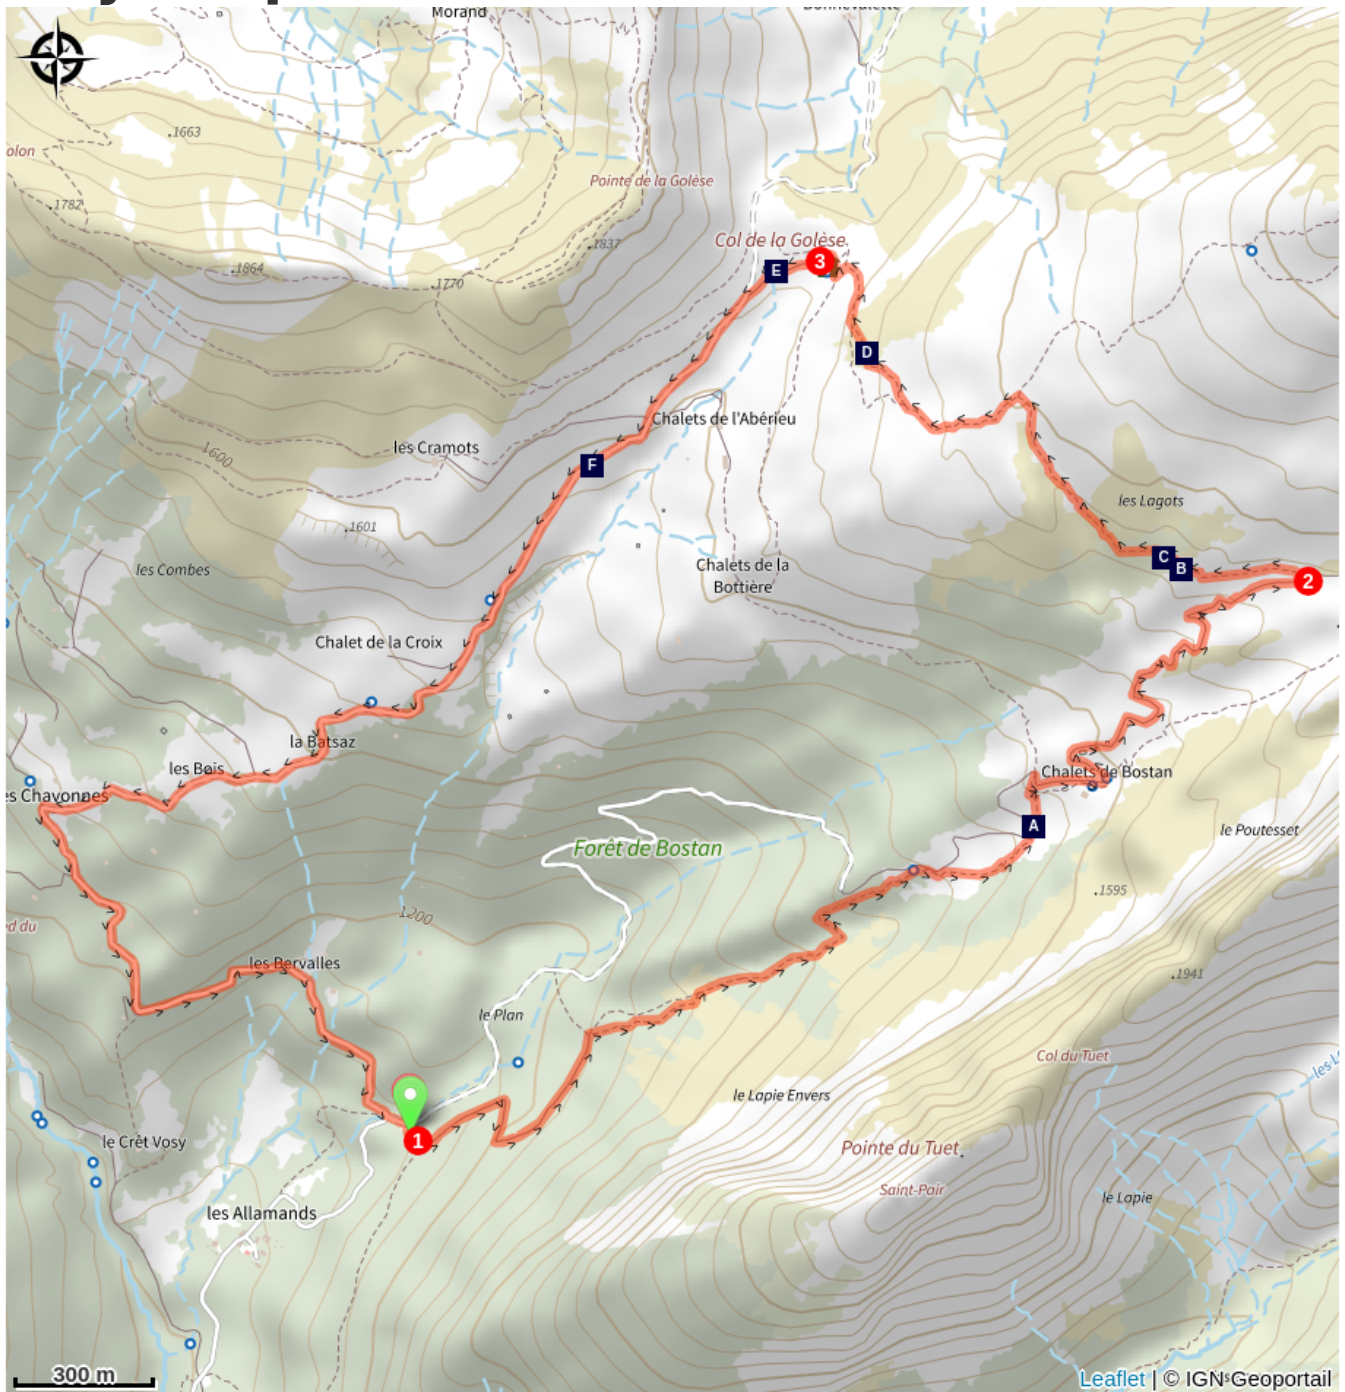 Morand
.1663
olon
Pointe de la Golèse
.1782
Col de la Golèse
.1837
3
E
.1864
.1770
D
Chalets de l'Abérieu
les Cramots
1600
F
les Lagots
.1601
C
B
les Combes
Chalets de la
Bottière
2
Chalet de la Croix
la Batsaz
les Bois
Chalets de Bostan
es Chavonnes
A
le Poutesset
Forêt de Bostan
.1595
1200
ed du
les Bervalles
.1941
le Plan
Col du Tuet
les L
le Lapie Envers
le Crêt Vosy
1
Pointe du Tuet
Saint-Pair
le Lapie
les Allamands
300 m
Leaflet | © IGN Geoportail